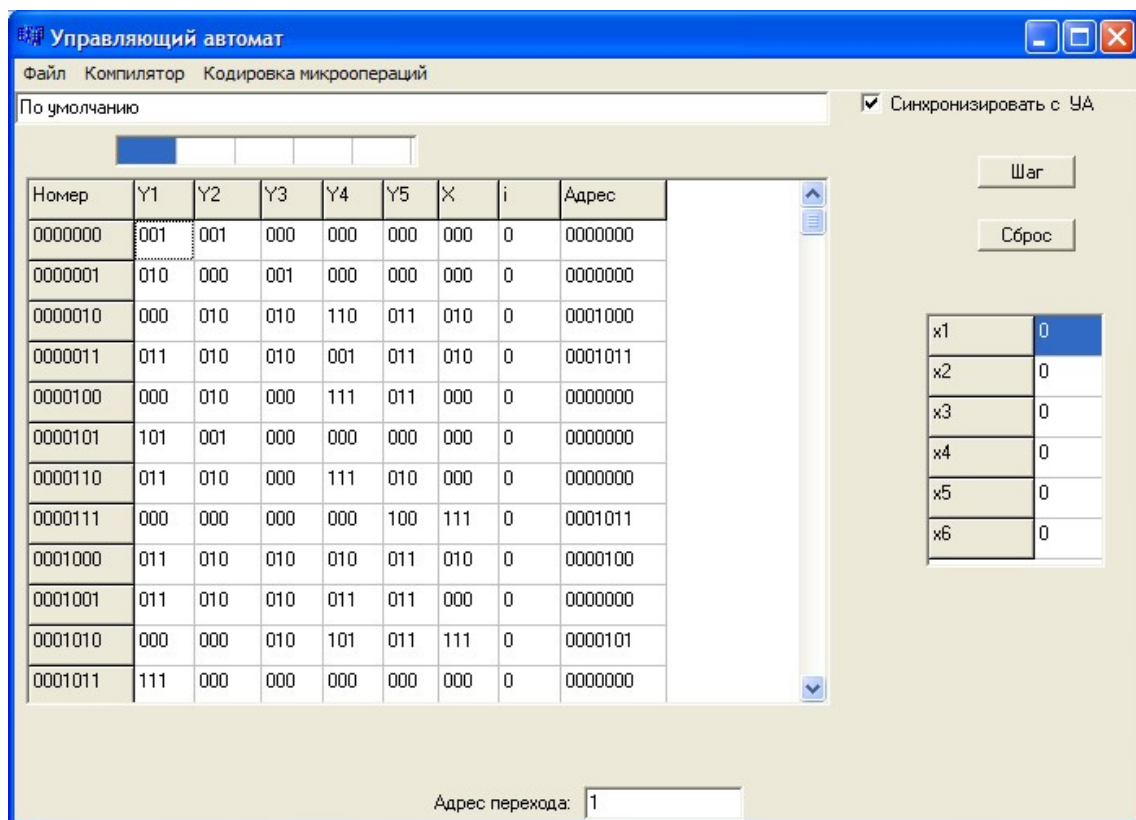 Управляющий автомат
Файл Компилятор Кодировка микроопераций
По умолчанию
Синхронизировать с УА
Шаг
Сброс
Номер Y1 Y2 Y3 Y4 Y5 X i Адрес
0000000 001 001 000 000 000 000 0 0000000
0000001 010 000 001 000 000 000 0 0000000
0000010 000 010 010 110 011 010 0 0001000
0000011 011 010 010 001 011 010 0 0001011
0000100 000 010 000 111 011 000 0 0000000
0000101 101 001 000 000 000 000 0 0000000
0000110 011 010 000 111 010 000 0 0000000
0000111 000 000 000 000 100 111 0 0001011
0001000 011 010 010 010 011 010 0 0000100
0001001 011 010 010 011 011 000 0 0000000
0001010 000 000 010 101 011 111 0 0000101
0001011 111 000 000 000 000 000 0 0000000
x1 0
x2 0
x3 0
x4 0
x5 0
x6 0
Адрес перехода: 1